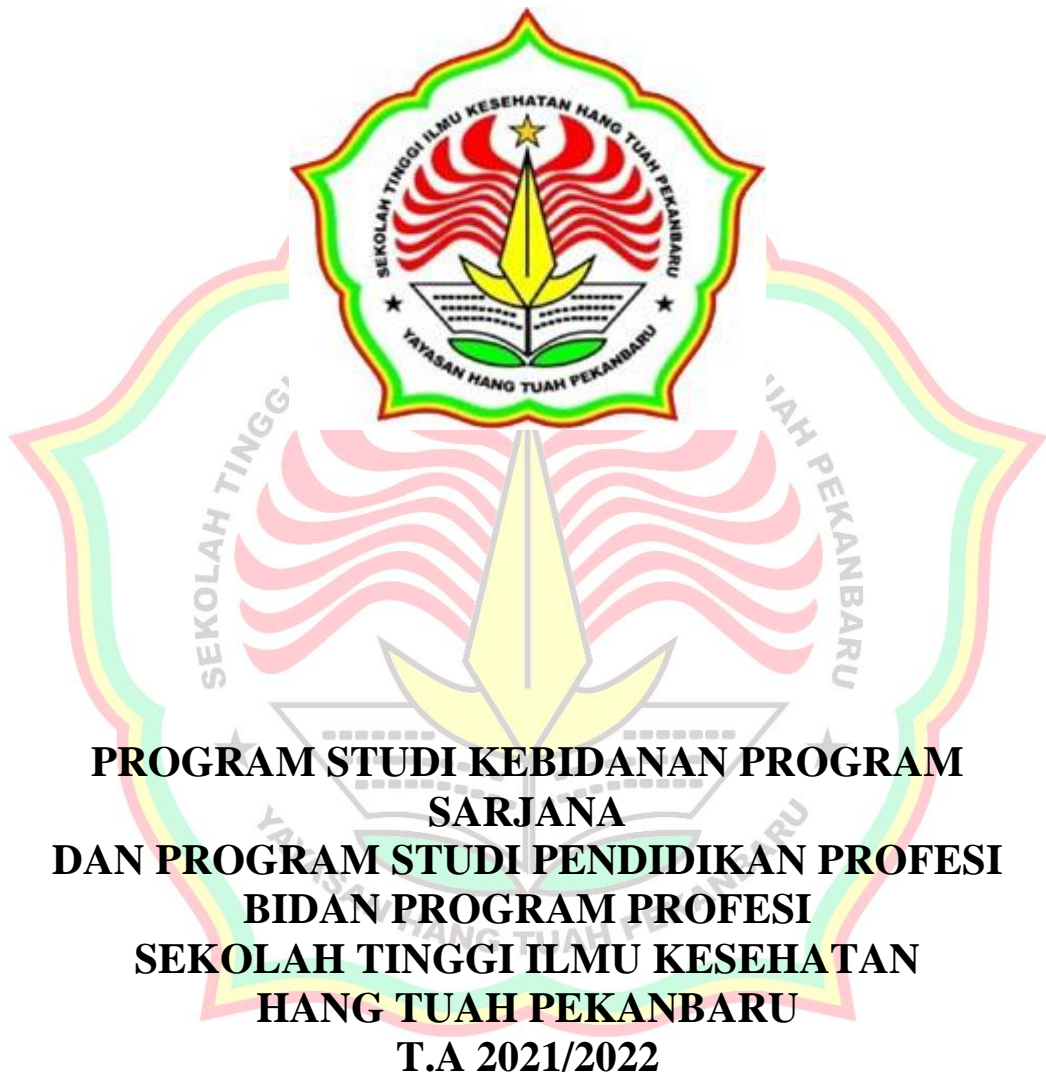 SEKOLAH TINGGI ILMU KESEHATAN HANG TUAH PEKANBARU
YAYASAN HANG TUAH PEKANBARU
PROGRAM STUDI KEBIDANAN PROGRAM
SARJANA
DAN PROGRAM STUDI PENDIDIKAN PROFESI
BIDAN PROGRAM PROFESI
SEKOLAH TINGGI ILMU KESEHATAN
HANG TUAH PEKANBARU
T.A 2021/2022